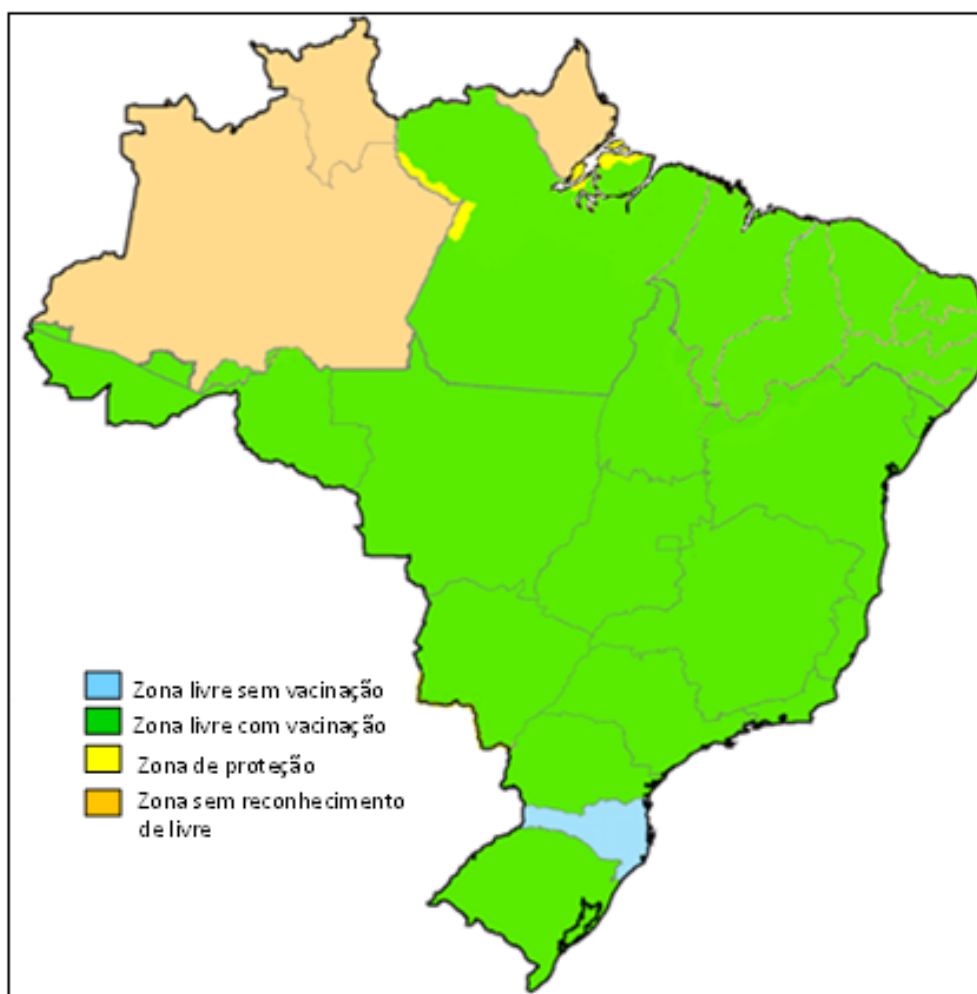 Zona livre sem vacinação
Zona livre com vacinação
Zona de proteção
Zona sem reconhecimento
de livre